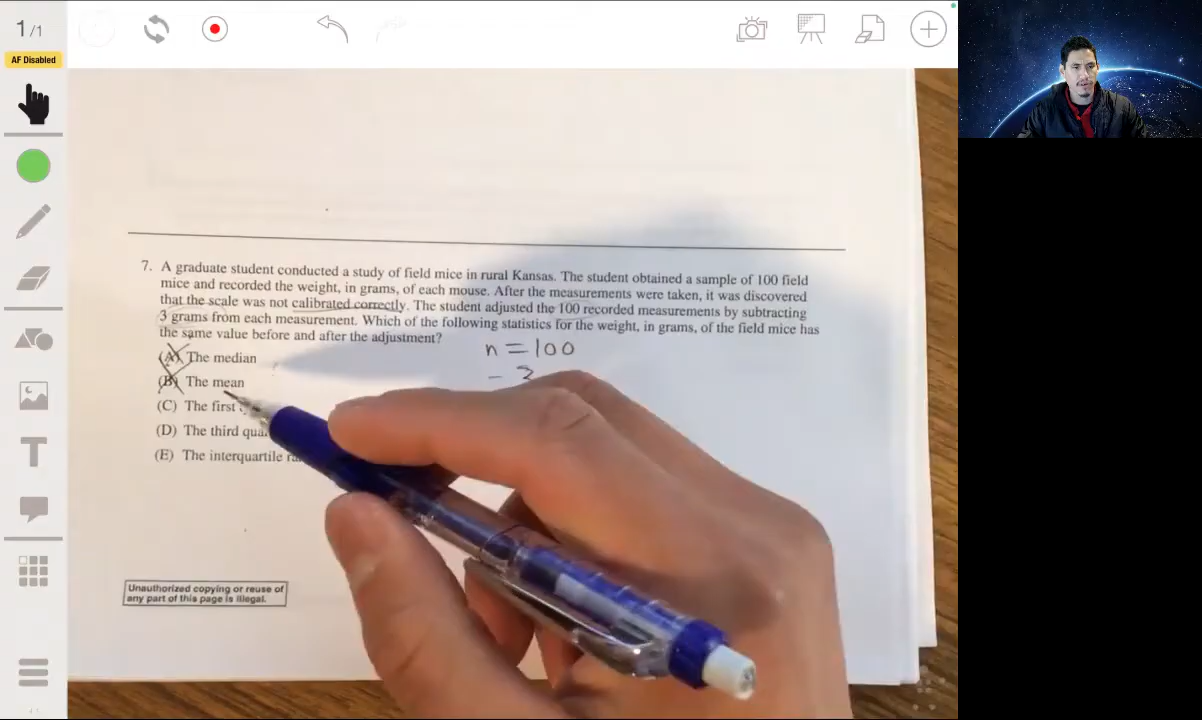 1/1
AF Disabled
7. A graduate student conducted a study of field mice in rural Kansas. The student obtained a sample of 100 field
mice and recorded the weight, in grams, of each mouse. After the measurements were taken, it was discovered
that the scale was not calibrated correctly. The student adjusted the 100 recorded measurements by subtracting
3 grams from each measurement. Which of the following statistics for the weight, in grams, of the field mice has
the same value before and after the adjustment?
n = 100
(A) The median
- 3
(B) The mean
(C) The first
(D) The third
(E) The interquartile
T
Unauthorized copying or reuse of
any part of this page is illegal.